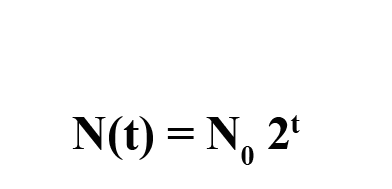 N(t) = N₀ 2ᵗ